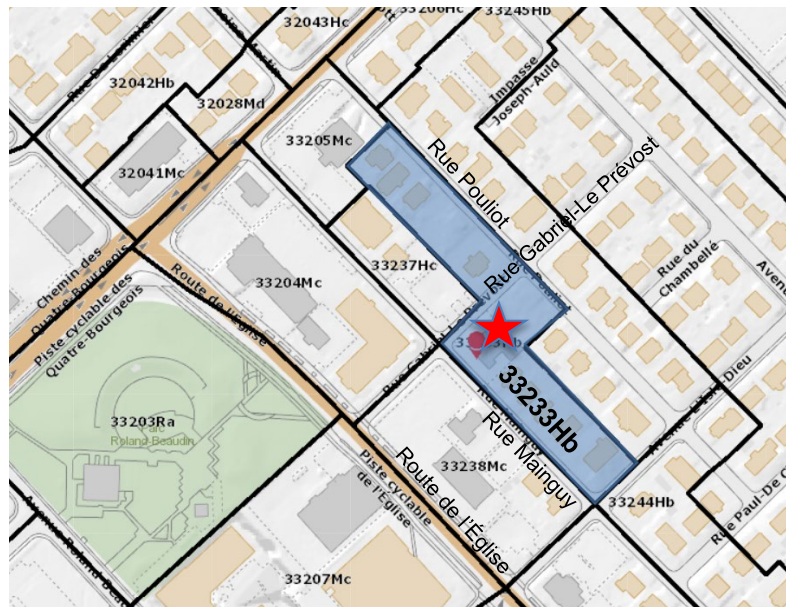 33206Hc
33245Hb
32043Hc
32042Hb
32028Md
Impasse
Joseph-Auld
33205Mc
32041Mc
Rue Pouliot
Rue Gabriel-Le Prévost
Rue du
Chambellé
33237Hc
33204Mc
Chemin des
Quatre-Bourgeois
Piste cyclable des
Quatre-Bourgeois
Route de l'Église
33233Hb
33203Ra
Parc
Roland-Beaudin
Rue Mainguy
33238Mc
Route de l'Église
Piste cyclable
de l'Église
33244Hb
33207Mc